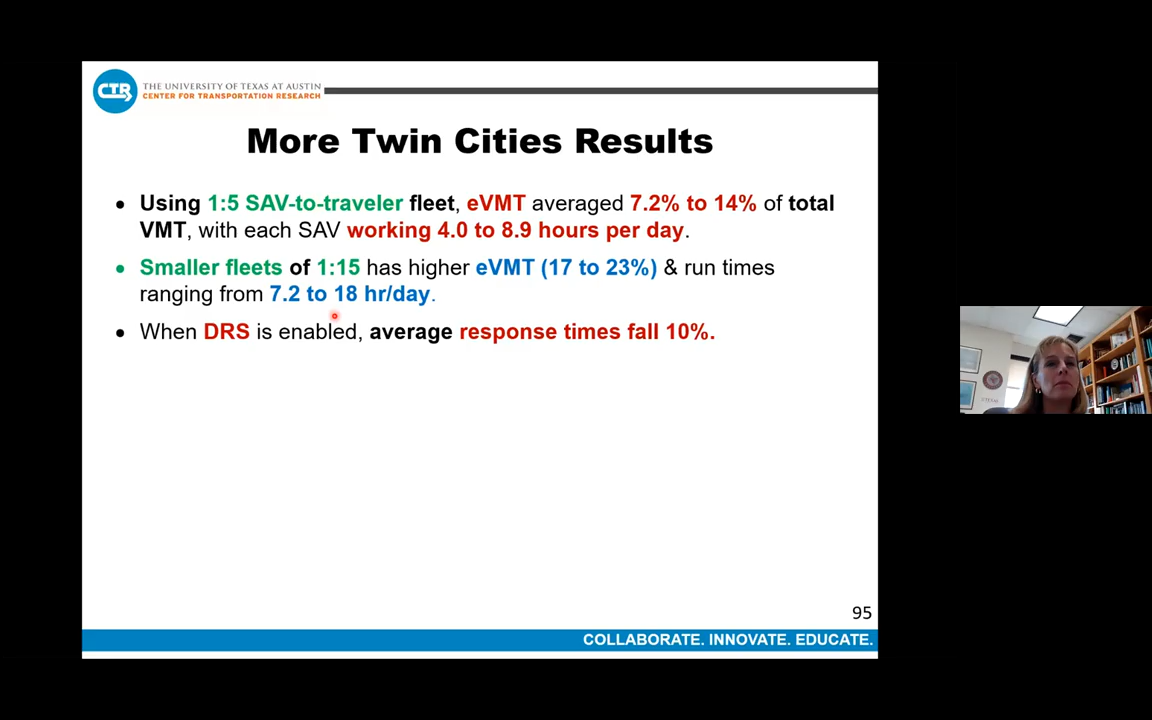 CTR
THE UNIVERSITY OF TEXAS AT AUSTIN
CENTER FOR TRANSPORTATION RESEARCH
More Twin Cities Results
• Using 1:5 SAV-to-traveler fleet, eVMT averaged 7.2% to 14% of total
VMT, with each SAV working 4.0 to 8.9 hours per day.
• Smaller fleets of 1:15 has higher eVMT (17 to 23%) & run times
ranging from 7.2 to 18 hr/day.
• When DRS is enabled, average response times fall 10%.
95
COLLABORATE. INNOVATE. EDUCATE.